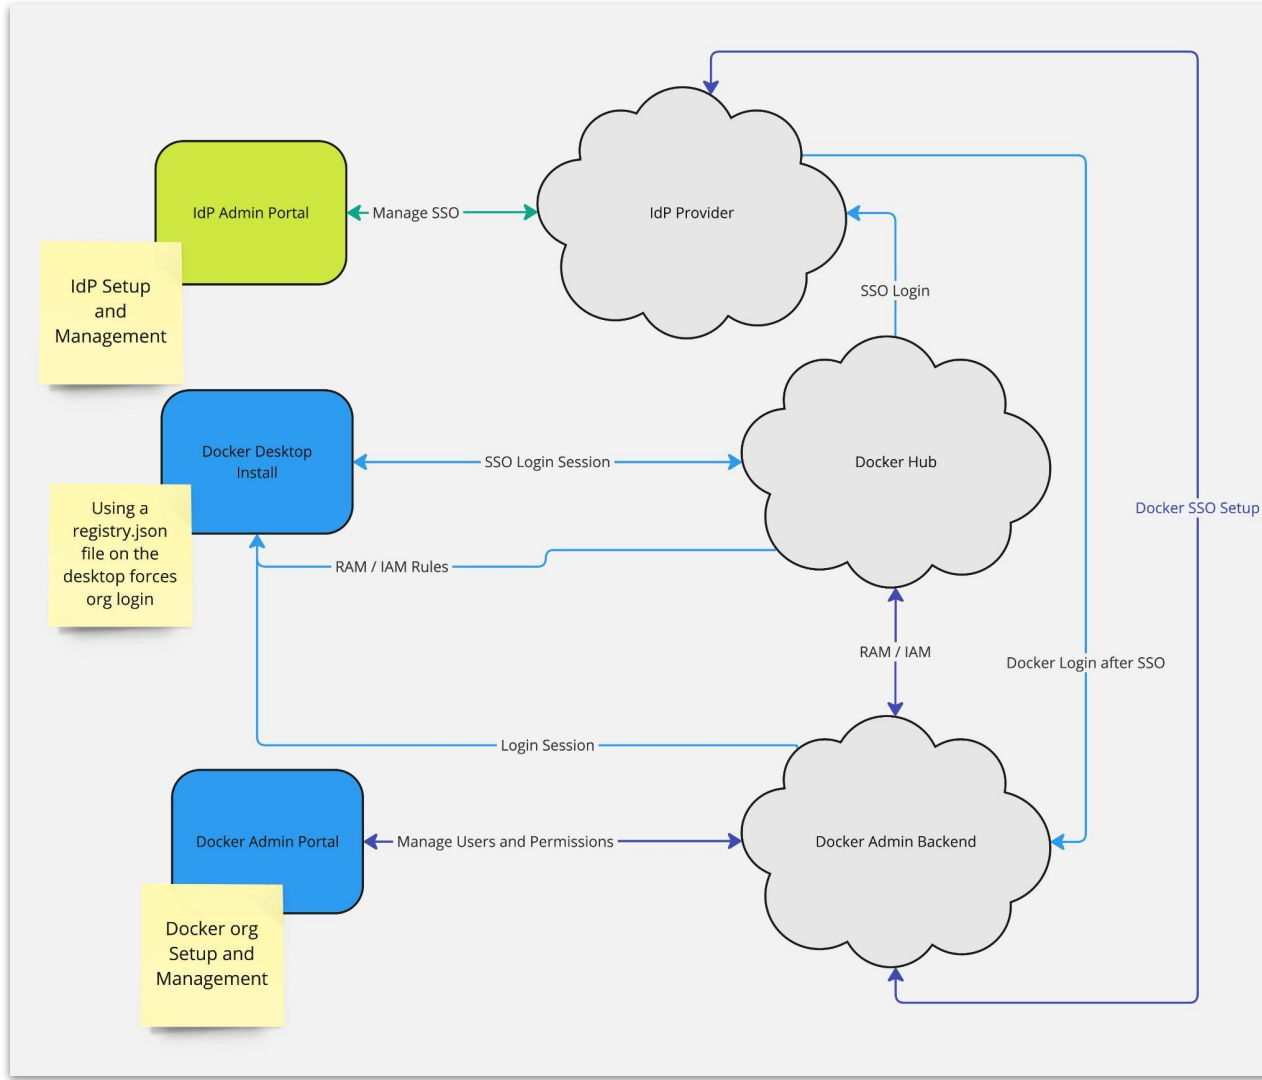 IdP Admin Portal
Manage SSO
IdP Provider
IdP Setup
and
Management
SSO Login
Docker Desktop
Install
SSO Login Session
Docker Hub
Using a
registry.json
file on the
desktop forces
org login
Docker SSO Setup
RAM / IAM Rules
RAM / IAM
Docker Login after SSO
Login Session
Docker Admin Portal
Manage Users and Permissions
Docker Admin Backend
Docker org
Setup and
Management